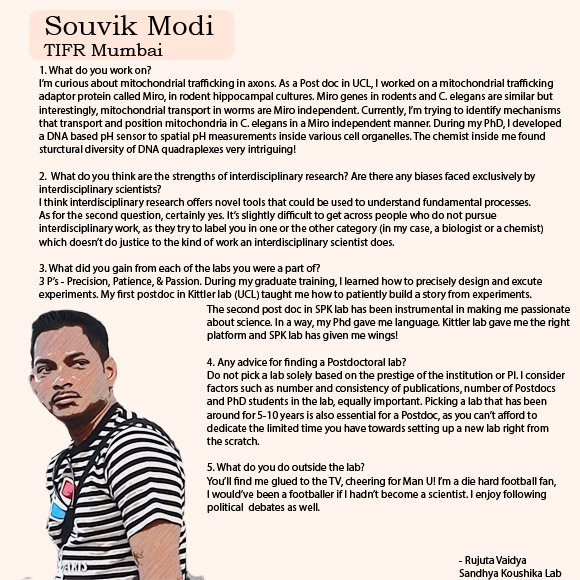 Souvik Modi
TIFR Mumbai
1. What do you work on?
I'm curious about mitochondrial trafficking in axons. As a Post doc in UCL, I worked on a mitochondrial trafficking
adaptor protein called Miro, in rodent hippocampal cultures. Miro genes in rodents and C. elegans are similar but
interestingly, mitochondrial transport in worms are Miro independent. Currently, I'm trying to identify mechanisms
that transport and position mitochondria in C. elegans in a Miro independent manner. During my PhD, I developed
a DNA based pH sensor to spatial pH measurements inside various cell organelles. The chemist inside me found
sturctural diversity of DNA quadraplexes very intriguing!
2. What do you think are the strengths of interdisciplinary research? Are there any biases faced exclusively by
interdisciplinary scientists?
I think interdisciplinary research offers novel tools that could be used to understand fundamental processes.
As for the second question, certainly yes. It's slightly difficult to get across people who do not pursue
interdisciplinary work, as they try to label you in one or the other category (in my case, a biologist or a chemist)
which doesn't do justice to the kind of work an interdisciplinary scientist does.
3. What did you gain from each of the labs you were a part of?
3 P's - Precision, Patience, & Passion. During my graduate training, I learned how to precisely design and excute
experiments. My first postdoc in Kittler lab (UCL) taught me how to patiently build a story from experiments.
The second post doc in SPK lab has been instrumental in making me passionate
about science. In a way, my Phd gave me language. Kittler lab gave me the right
platform and SPK lab has given me wings!
4. Any advice for finding a Postdoctoral lab?
Do not pick a lab solely based on the prestige of the institution or PI. I consider
factors such as number and consistency of publications, number of Postdocs
and PhD students in the lab, equally important. Picking a lab that has been
around for 5-10 years is also essential for a Postdoc, as you can't afford to
dedicate the limited time you have towards setting up a new lab right from
the scratch.
5. What do you do outside the lab?
You'll find me glued to the TV, cheering for Man U! I'm a die hard football fan,
I would've been a footballer if I hadn't become a scientist. I enjoy following
political debates as well.
- Rujuta Vaidya
Sandhya Koushika Lab